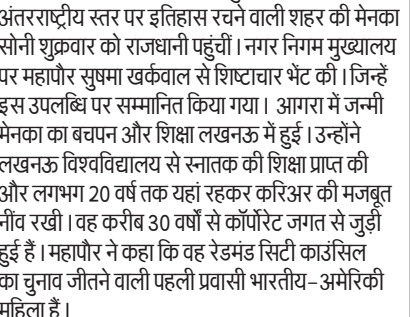 अंतरराष्ट्रीय स्तर पर इतिहास रचने वाली शहर की मेनका
सोनी शुक्रवार को राजधानी पहुंचीं। नगर निगम मुख्यालय
पर महापौर सुषमा खर्कवाल से शिष्टाचार भेंट की। जिन्हें
इस उपलब्धि पर सम्मानित किया गया। आगरा में जन्मी
मेनका का बचपन और शिक्षा लखनऊ में हुई। उन्होंने
लखनऊ विश्वविद्यालय से स्नातक की शिक्षा प्राप्त की
और लगभग 20 वर्ष तक यहां रहकर करिअर की मजबूत
नींव रखी। वह करीब 30 वर्षों से कॉर्पोरेट जगत से जुड़ी
हुई हैं। महापौर ने कहा कि वह रेडमंड सिटी काउंसिल
का चुनाव जीतने वाली पहली प्रवासी भारतीय-अमेरिकी
महिला हैं।